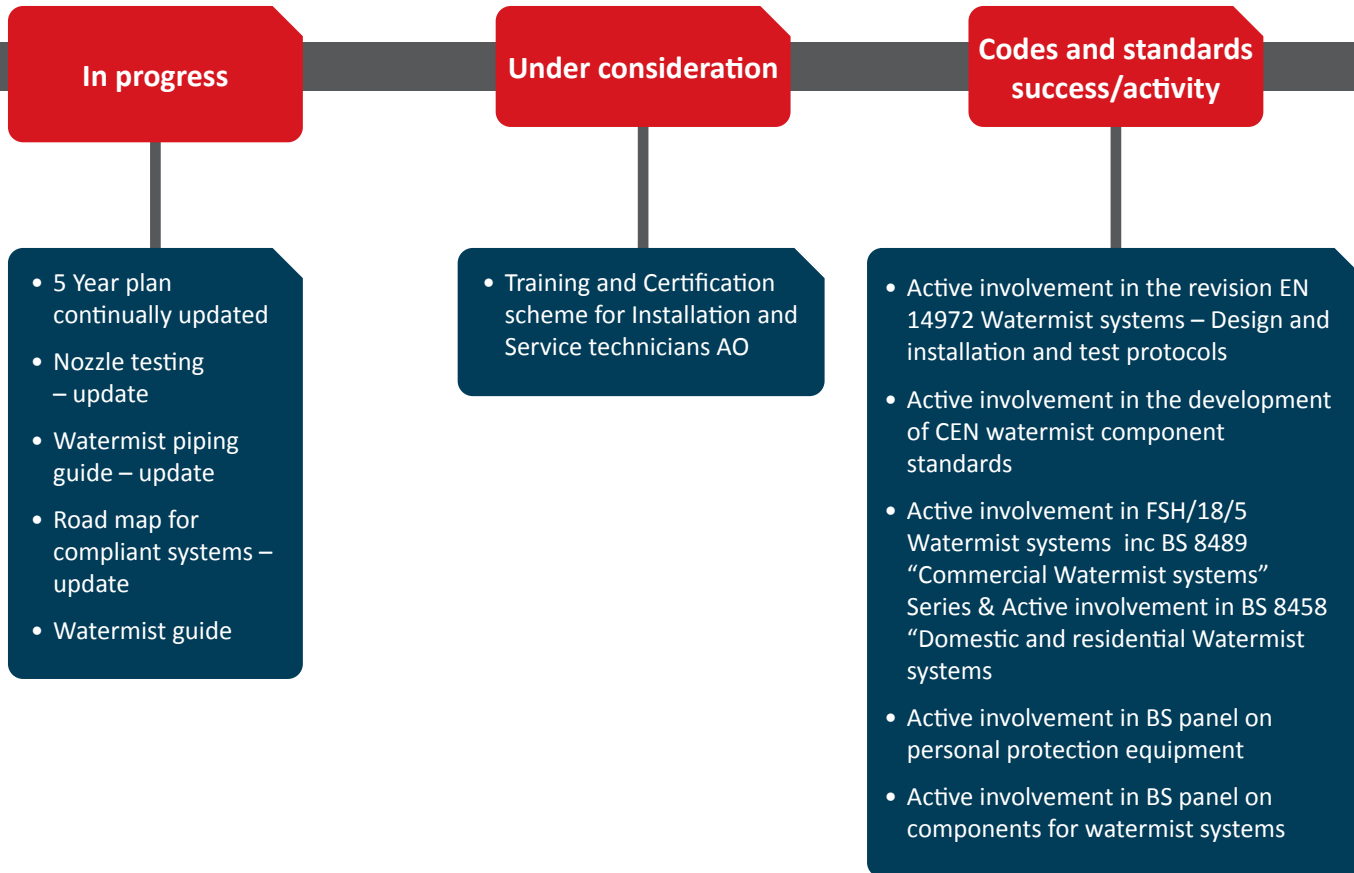 In progress
5 Year plan
continually updated
Nozzle testing
– update
Watermist piping
guide – update
Road map for
compliant systems –
update
Watermist guide
Under consideration
Training and Certification
scheme for Installation and
Service technicians AO
Codes and standards
success/activity
Active involvement in the revision EN
14972 Watermist systems – Design and
installation and test protocols
Active involvement in the development
of CEN watermist component
standards
Active involvement in FSH/18/5
Watermist systems  inc BS 8489
“Commercial Watermist systems”
Series & Active involvement in BS 8458
“Domestic and residential Watermist
systems
Active involvement in BS panel on
personal protection equipment
Active involvement in BS panel on
components for watermist systems